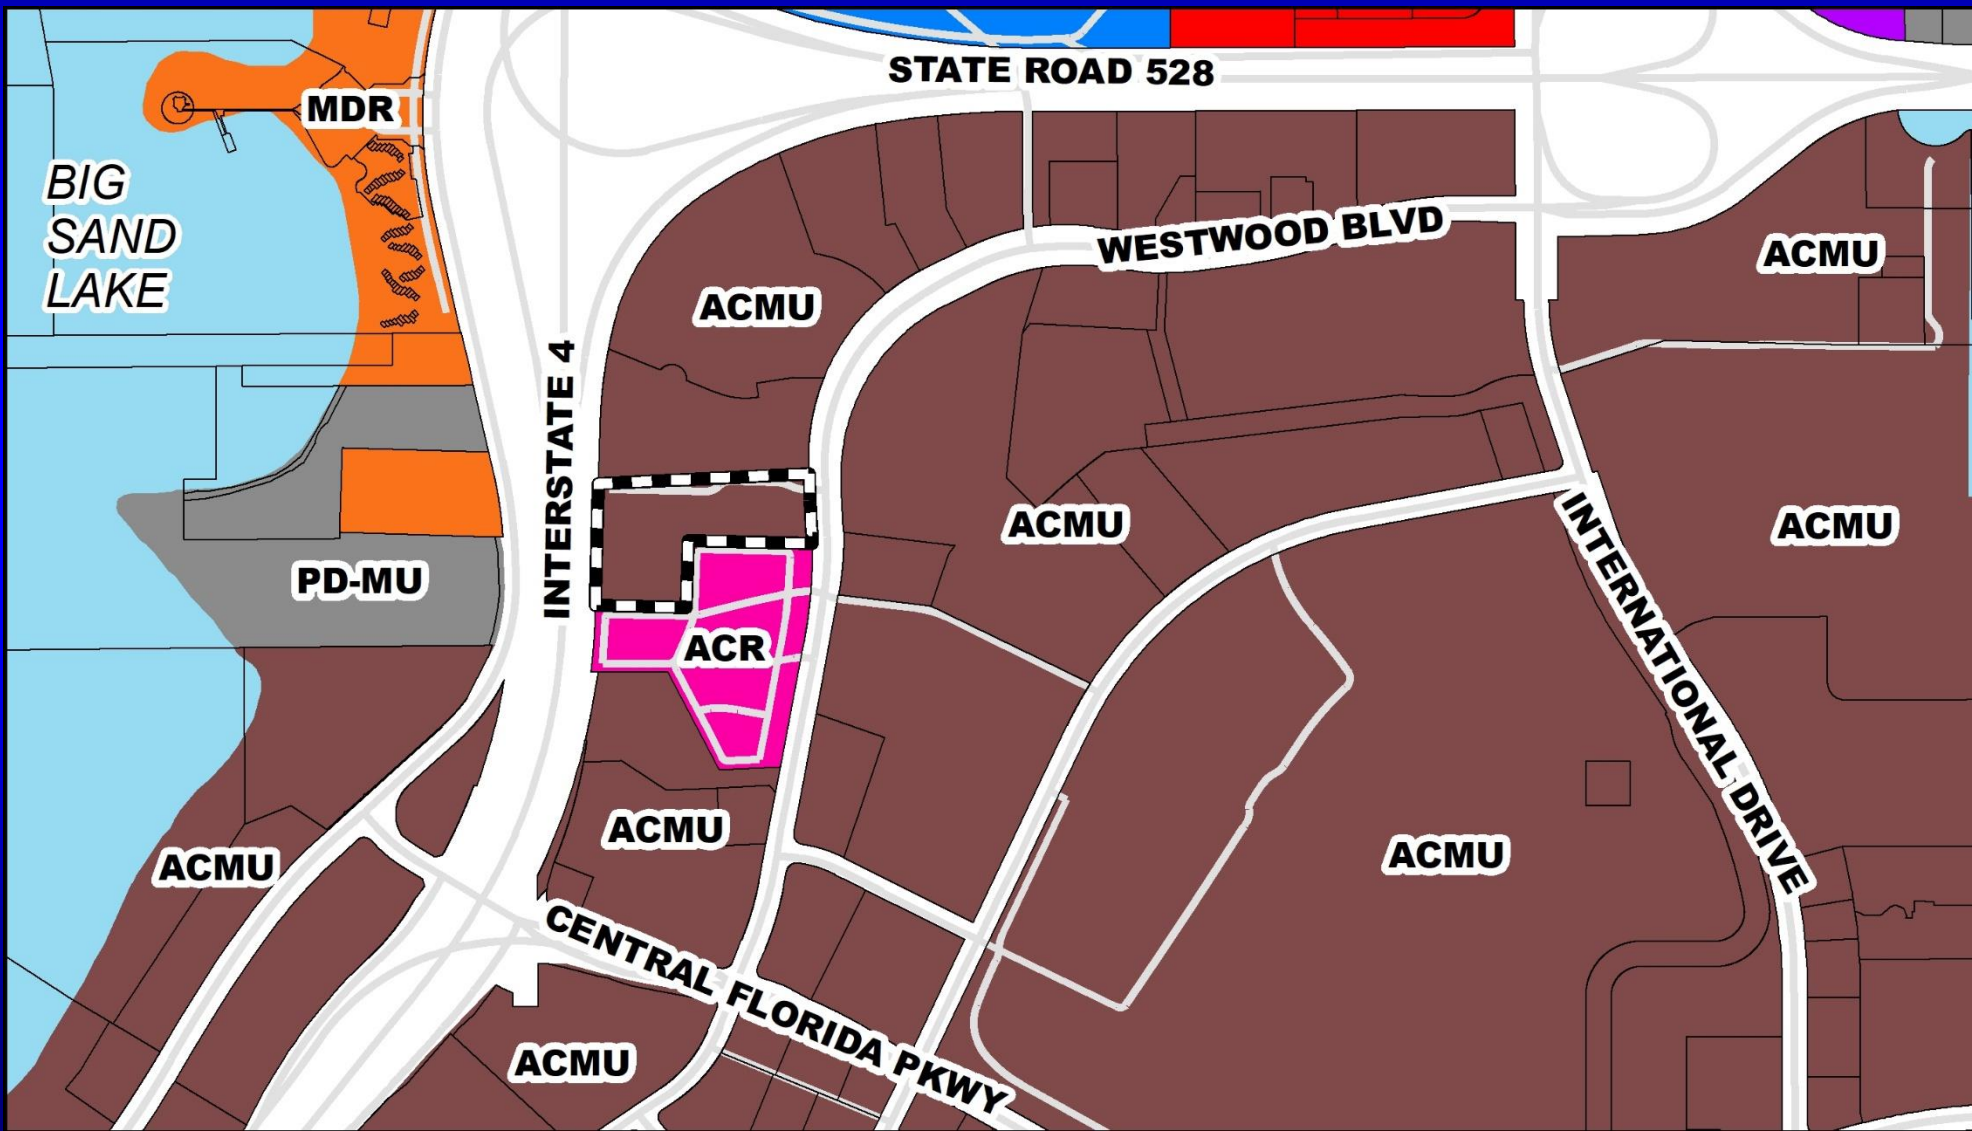 STATE ROAD 528
MDR
BIG
SAND
LAKE
WESTWOOD BLVD
ACMU
ACMU
INTERSTATE 4
ACMU
ACMU
PD-MU
ACR
INTERNATIONAL DRIVE
ACMU
ACMU
ACMU
CENTRAL FLORIDA PKWY
ACMU